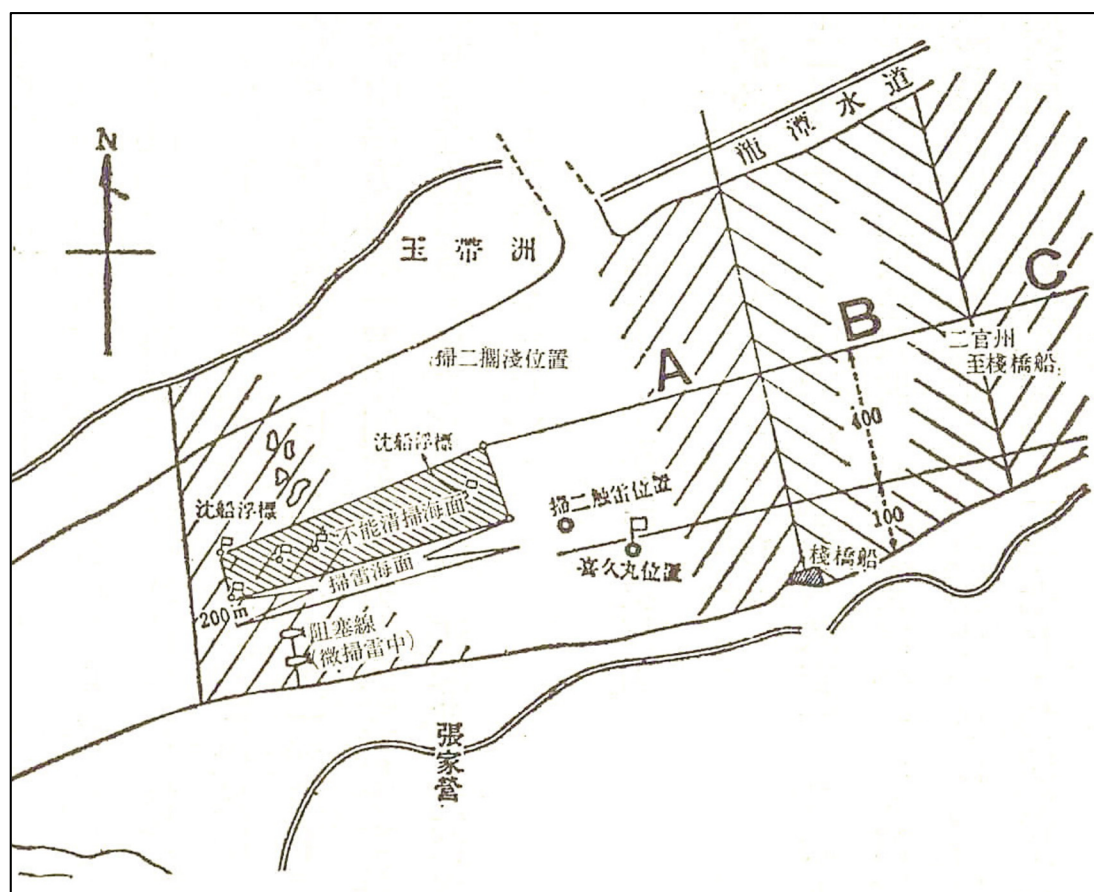 N
龍潭水道
玉帶洲
C
B
二官州
至棧橋船
掃二擱淺位置
A
400
沈船浮標
沈船浮標
掃二触雷位置
不能清掃海面
100
喜久丸位置
棧橋船
掃雷海面
200m
阻塞線
(微掃雷中)
張家營